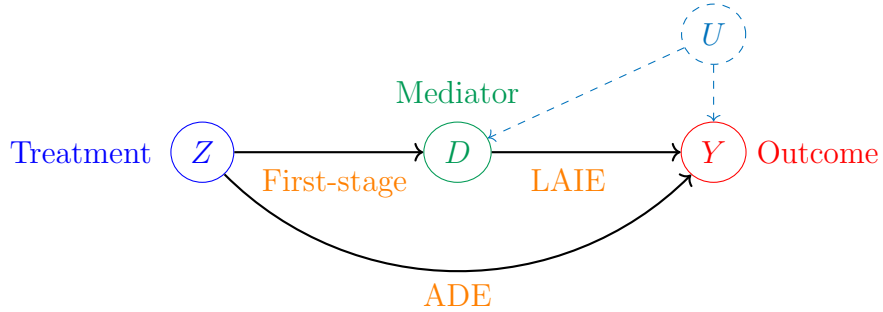 U
Mediator
Treatment Z D Y Outcome
First-stage LAIE
ADE